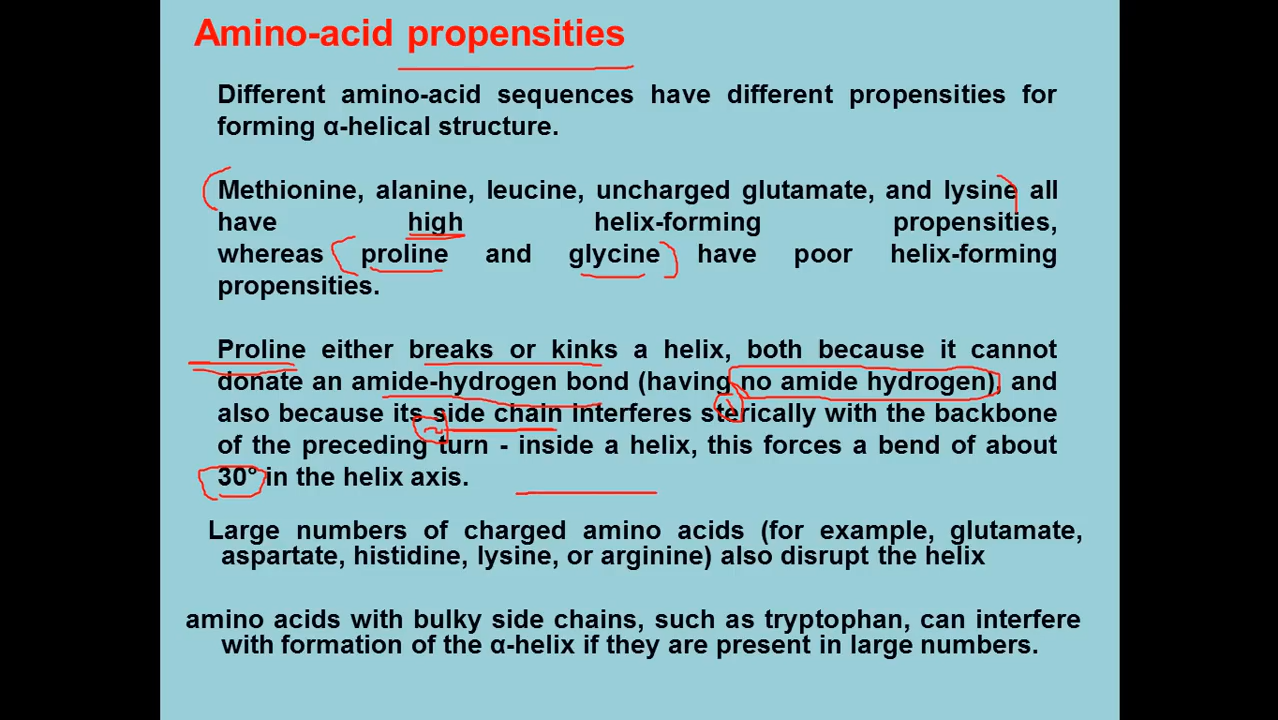 Amino-acid propensities
Different amino-acid sequences have different propensities for
forming α-helical structure.
Methionine, alanine, leucine, uncharged glutamate, and lysine all
have high helix-forming propensities,
whereas proline and glycine have poor helix-forming
propensities.
Proline either breaks or kinks a helix, both because it cannot
donate an amide-hydrogen bond (having no amide hydrogen), and
also because its side chain interferes sterically with the backbone
of the preceding turn - inside a helix, this forces a bend of about
30° in the helix axis.
Large numbers of charged amino acids (for example, glutamate,
aspartate, histidine, lysine, or arginine) also disrupt the helix
amino acids with bulky side chains, such as tryptophan, can interfere
with formation of the α-helix if they are present in large numbers.